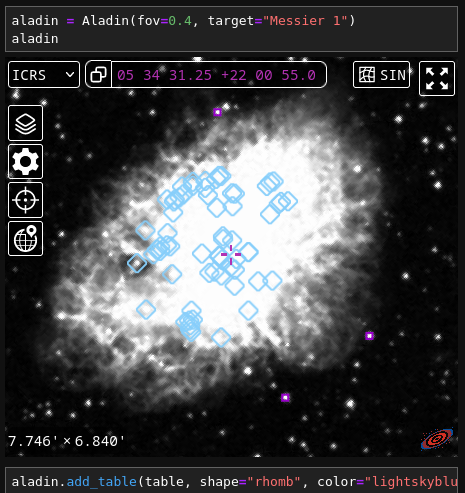 aladin = Aladin(fov=0.4, target="Messier 1")
aladin
ICRS 05 34 31.25 +22 00 55.0 SIN
7.746' × 6.840'
aladin.add_table(table, shape="rhomb", color="lightskyblu